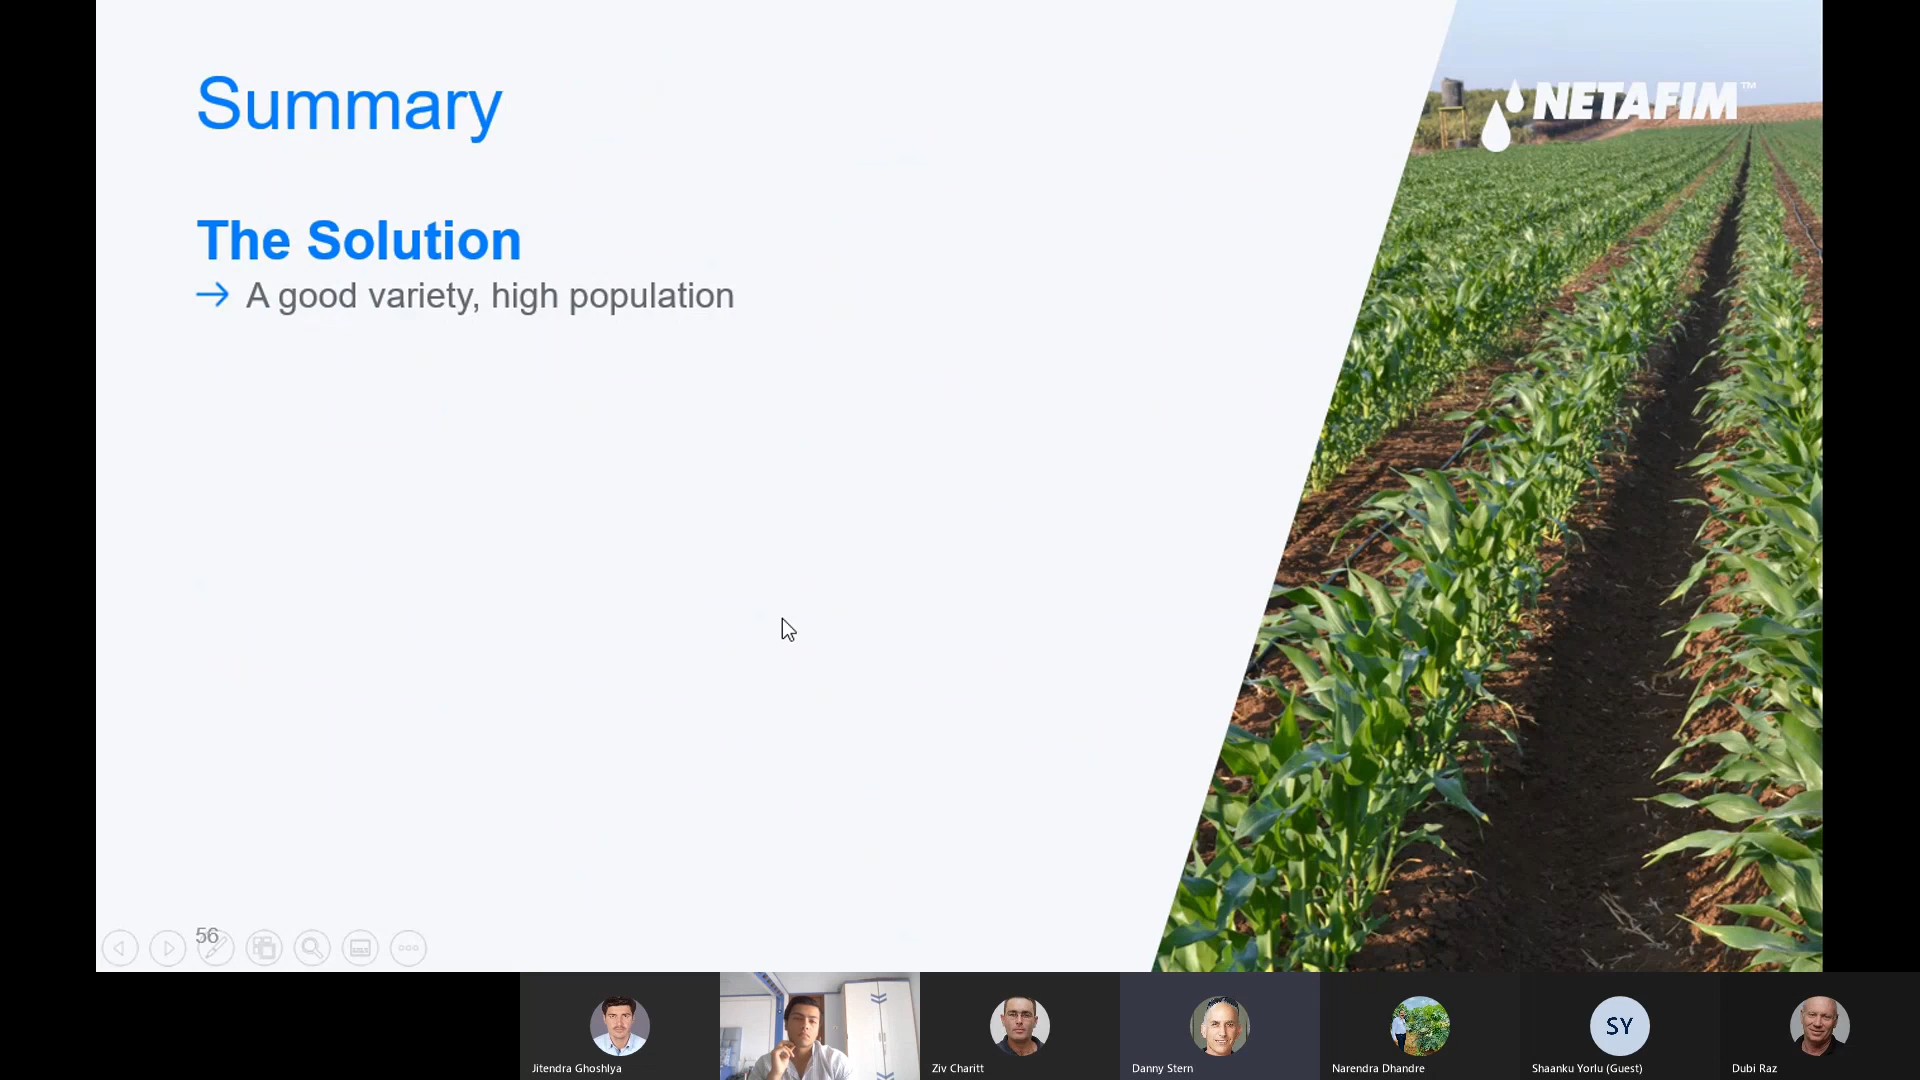 Summary
NETAFIM™
The Solution
→ A good variety, high population
56
SY
Jitendra Ghoshlya
Ziv Charitt
Danny Stern
Narendra Dhandre
Shaanku Yorlu (Guest)
Dubi Raz